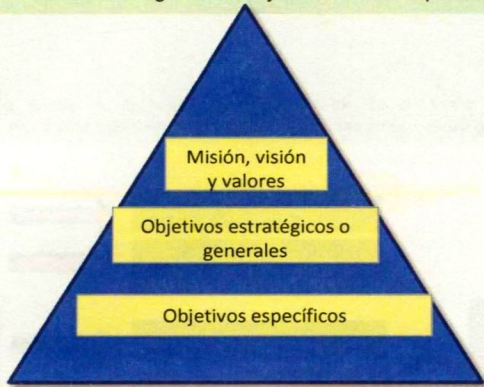 Misión, visión
y valores
Objetivos estratégicos o
generales
Objetivos específicos